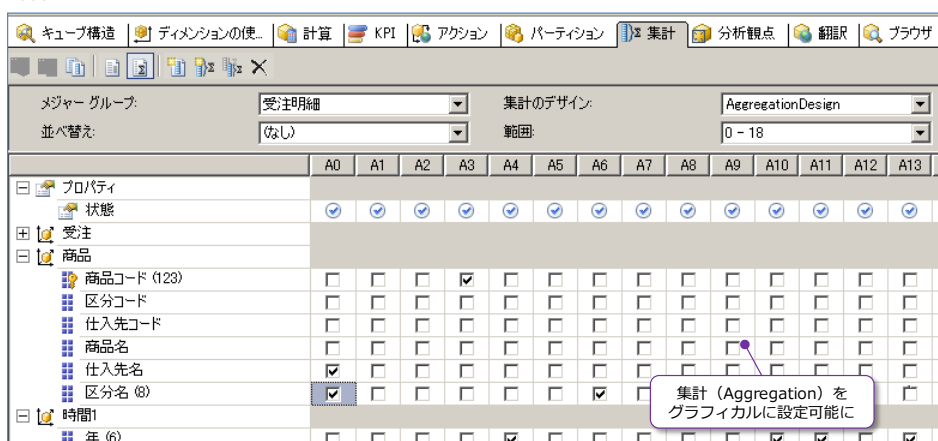 キューブ構造 ディメンションの使... 計算 KPI アクション パーティション 集計 分析観点 翻訳 ブラウザ
メジャー グループ: 受注明細 集計のデザイン: AggregationDesign
並べ替え: (なし) 範囲: 0 - 18
A0 A1 A2 A3 A4 A5 A6 A7 A8 A9 A10 A11 A12 A13
プロパティ
状態
受注
商品
商品コード (123)
区分コード
仕入先コード
商品名
仕入先名
区分名 (8)
集計（Aggregation）を
グラフィカルに設定可能に
時間1
年 (6)